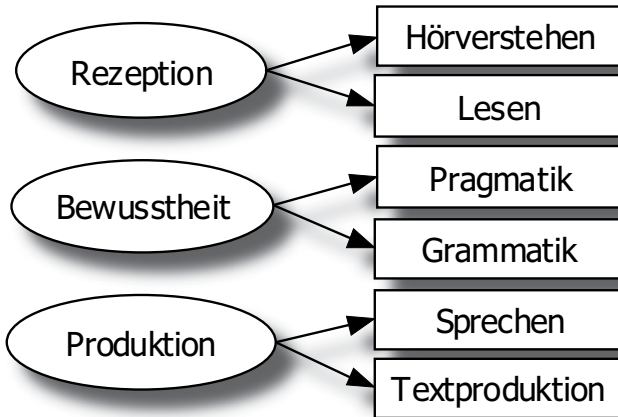 Rezeption
Hörverstehen
Lesen
Bewusstheit
Pragmatik
Grammatik
Produktion
Sprechen
Textproduktion